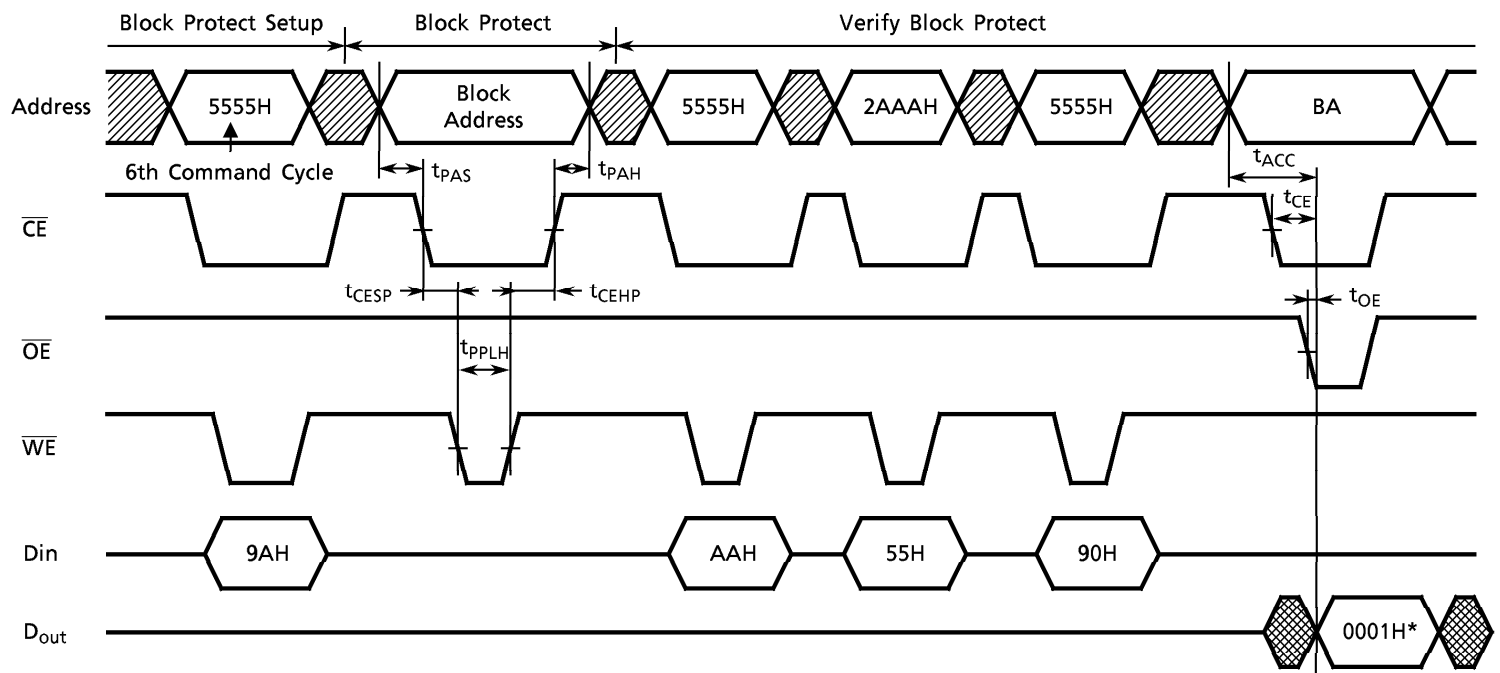 Block Protect Setup Block Protect Verify Block Protect
Address 5555H Block Address 5555H 2AAAH 5555H BA
6th Command Cycle tPAS tPAH tACC
CE tCE
tCESP tCEHP tOE
OE tPPLH
WE
Din 9AH AAH 55H 90H
Dout 0001H*